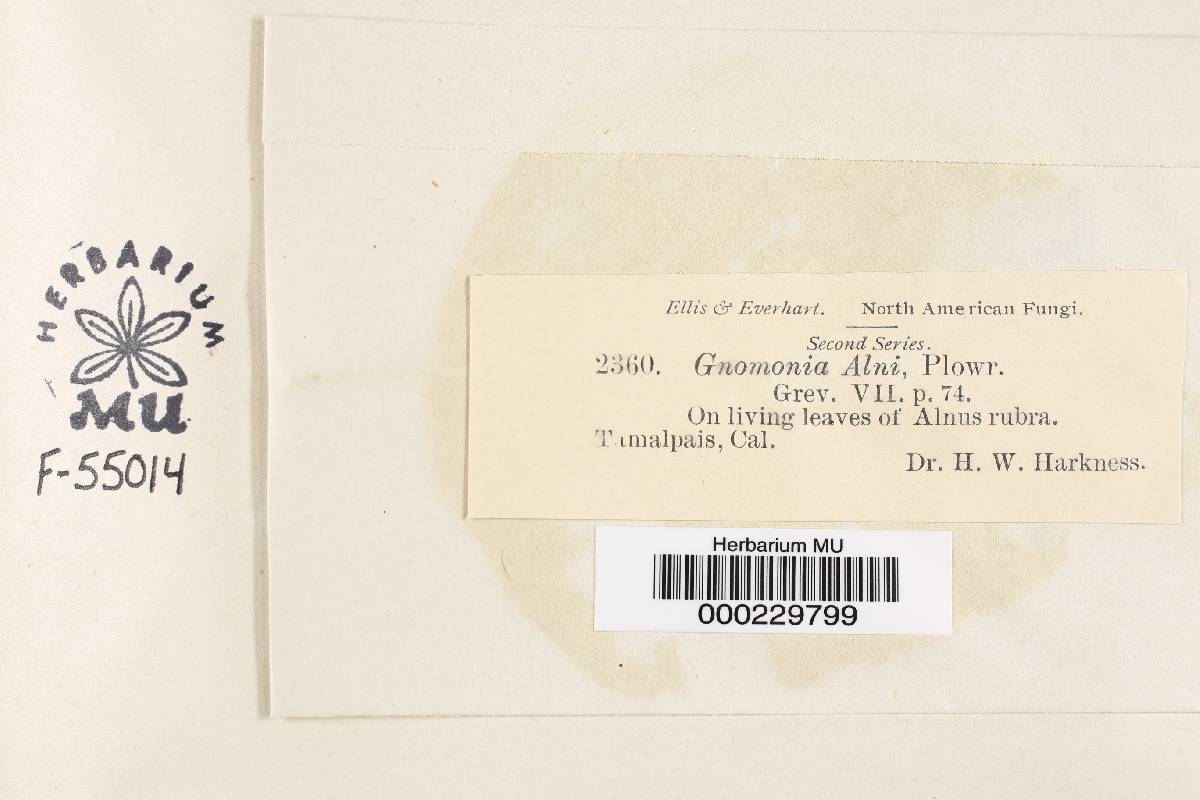 HERBARIUM
MU
F-55014
Ellis & Everhart. North American Fungi.
Second Series.
2360. Gnomonia Alni, Plowr.
Grev. VII. p. 74.
On living leaves of Alnus rubra.
Tamalpais, Cal.
Dr. H. W. Harkness.
Herbarium MU
000229799